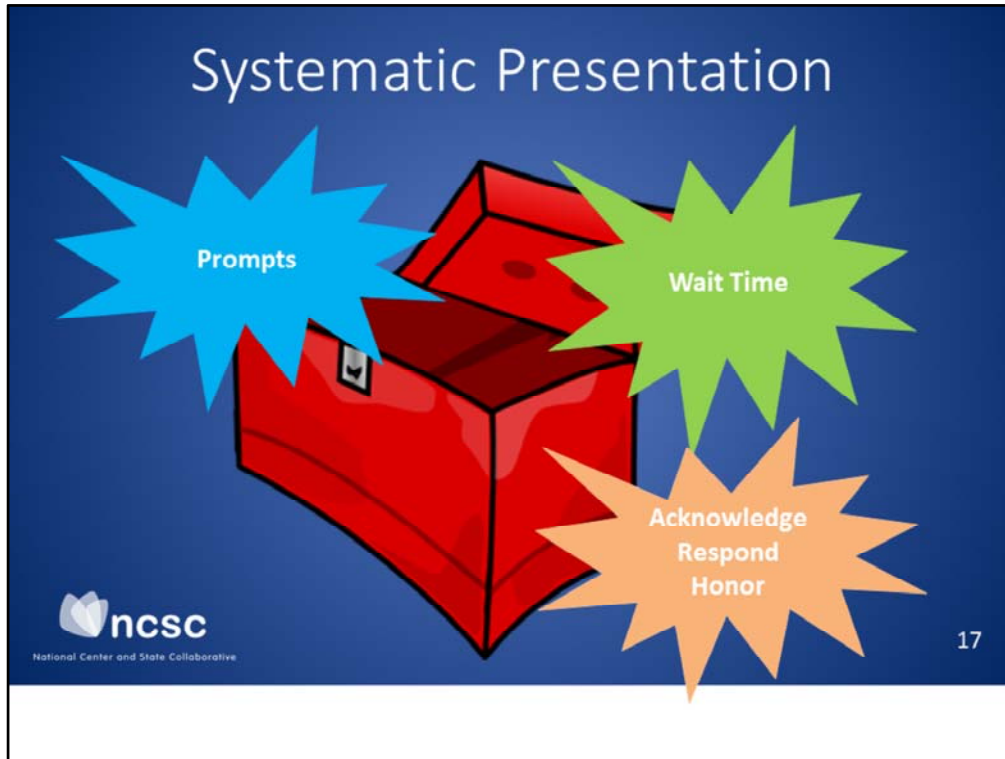 Systematic Presentation
Prompts
Wait Time
Acknowledge
Respond
Honor
ncsc
National Center and State Collaborative
17